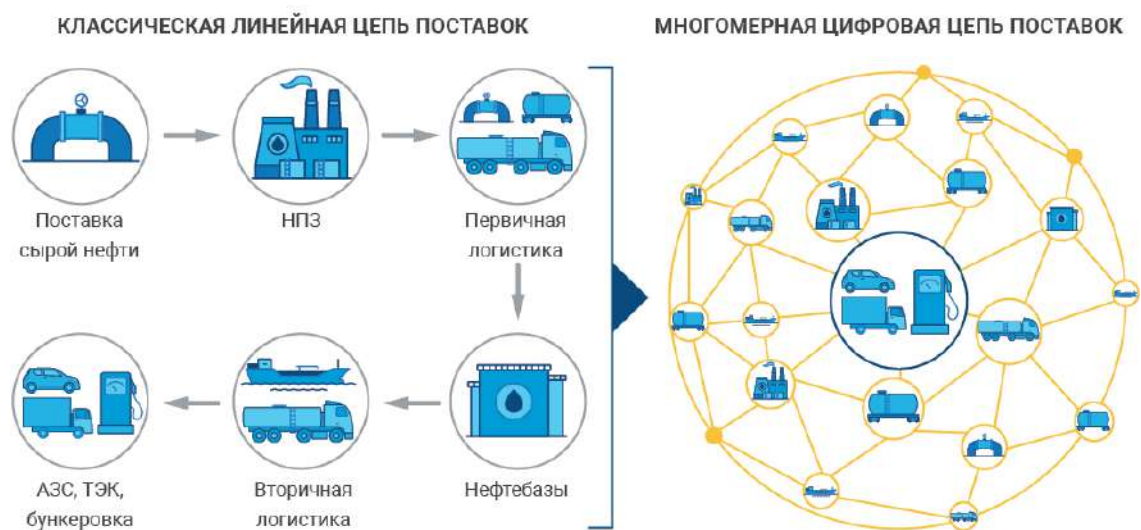 КЛАССИЧЕСКАЯ ЛИНЕЙНАЯ ЦЕПЬ ПОСТАВОК
МНОГОМЕРНАЯ ЦИФРОВАЯ ЦЕПЬ ПОСТАВОК
Поставка
сырой нефти
НПЗ
Первичная
логистика
АЗС, ТЭК,
бункеровка
Вторичная
логистика
Нефтебазы